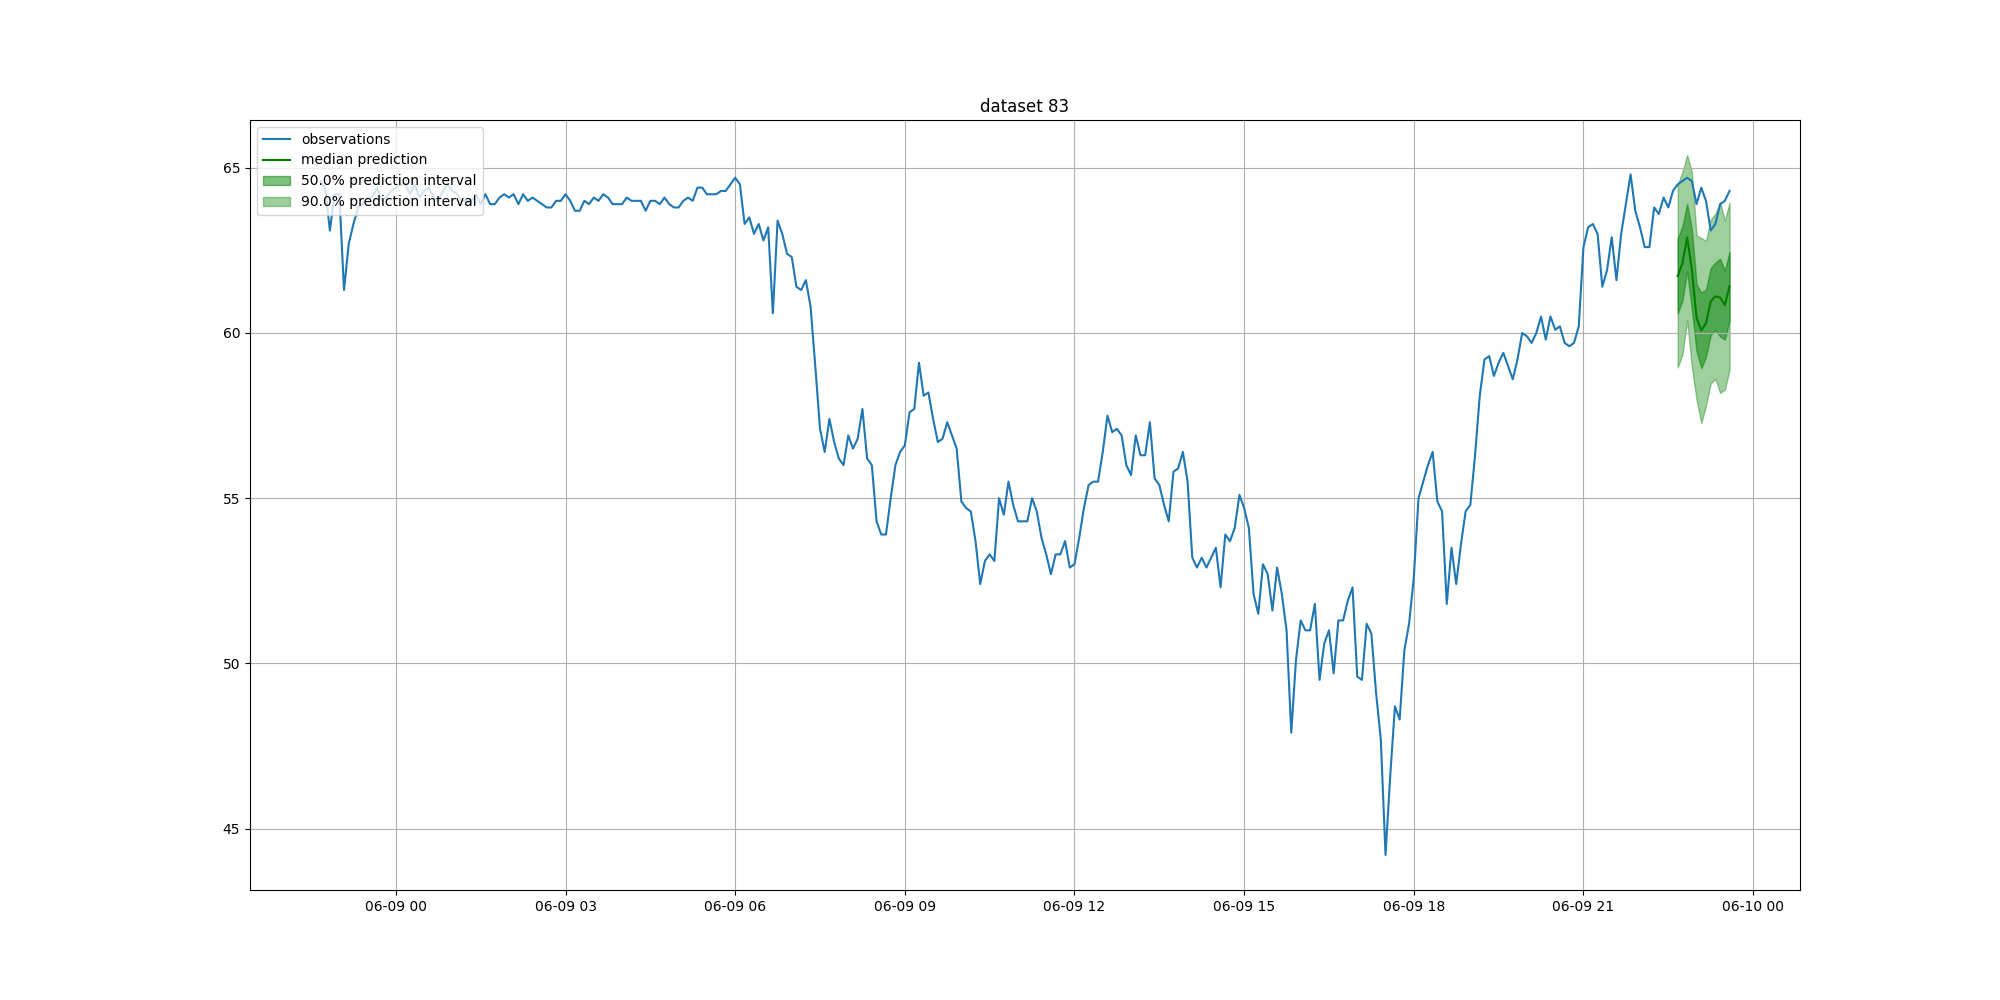 dataset 83
observations
median prediction
50.0% prediction interval
90.0% prediction interval
65
60
55
50
45
06-09 00 06-09 03 06-09 06 06-09 09 06-09 12 06-09 15 06-09 18 06-09 21 06-10 00